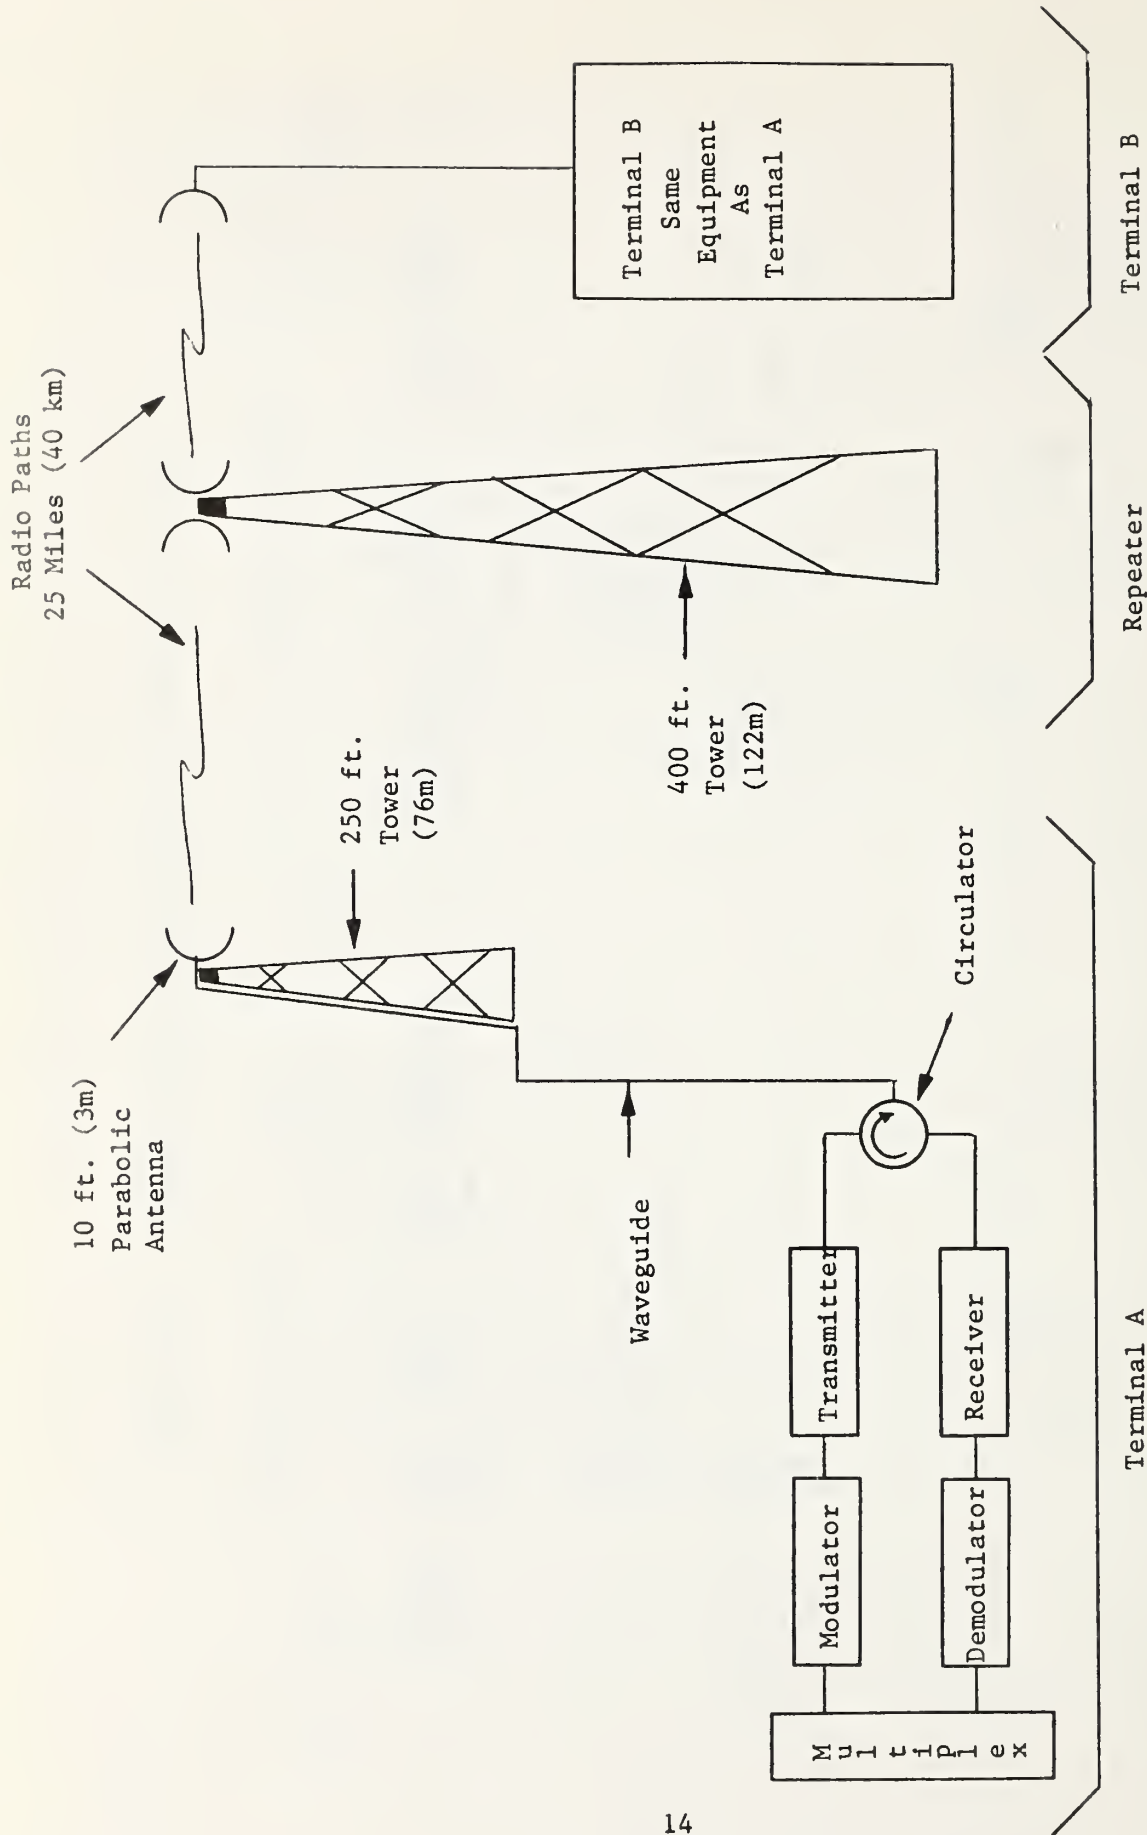 Radio Paths
25 Miles (40 km)
10 ft. (3m)
Parabolic
Antenna
250 ft.
Tower
(76m)
400 ft.
Tower
(122m)
Terminal B
Same
Equipment
As
Terminal A
Waveguide
Circulator
Multiplex
Modulator
Transmitter
Demodulator
Receiver
Terminal A
Repeater
Terminal B
14